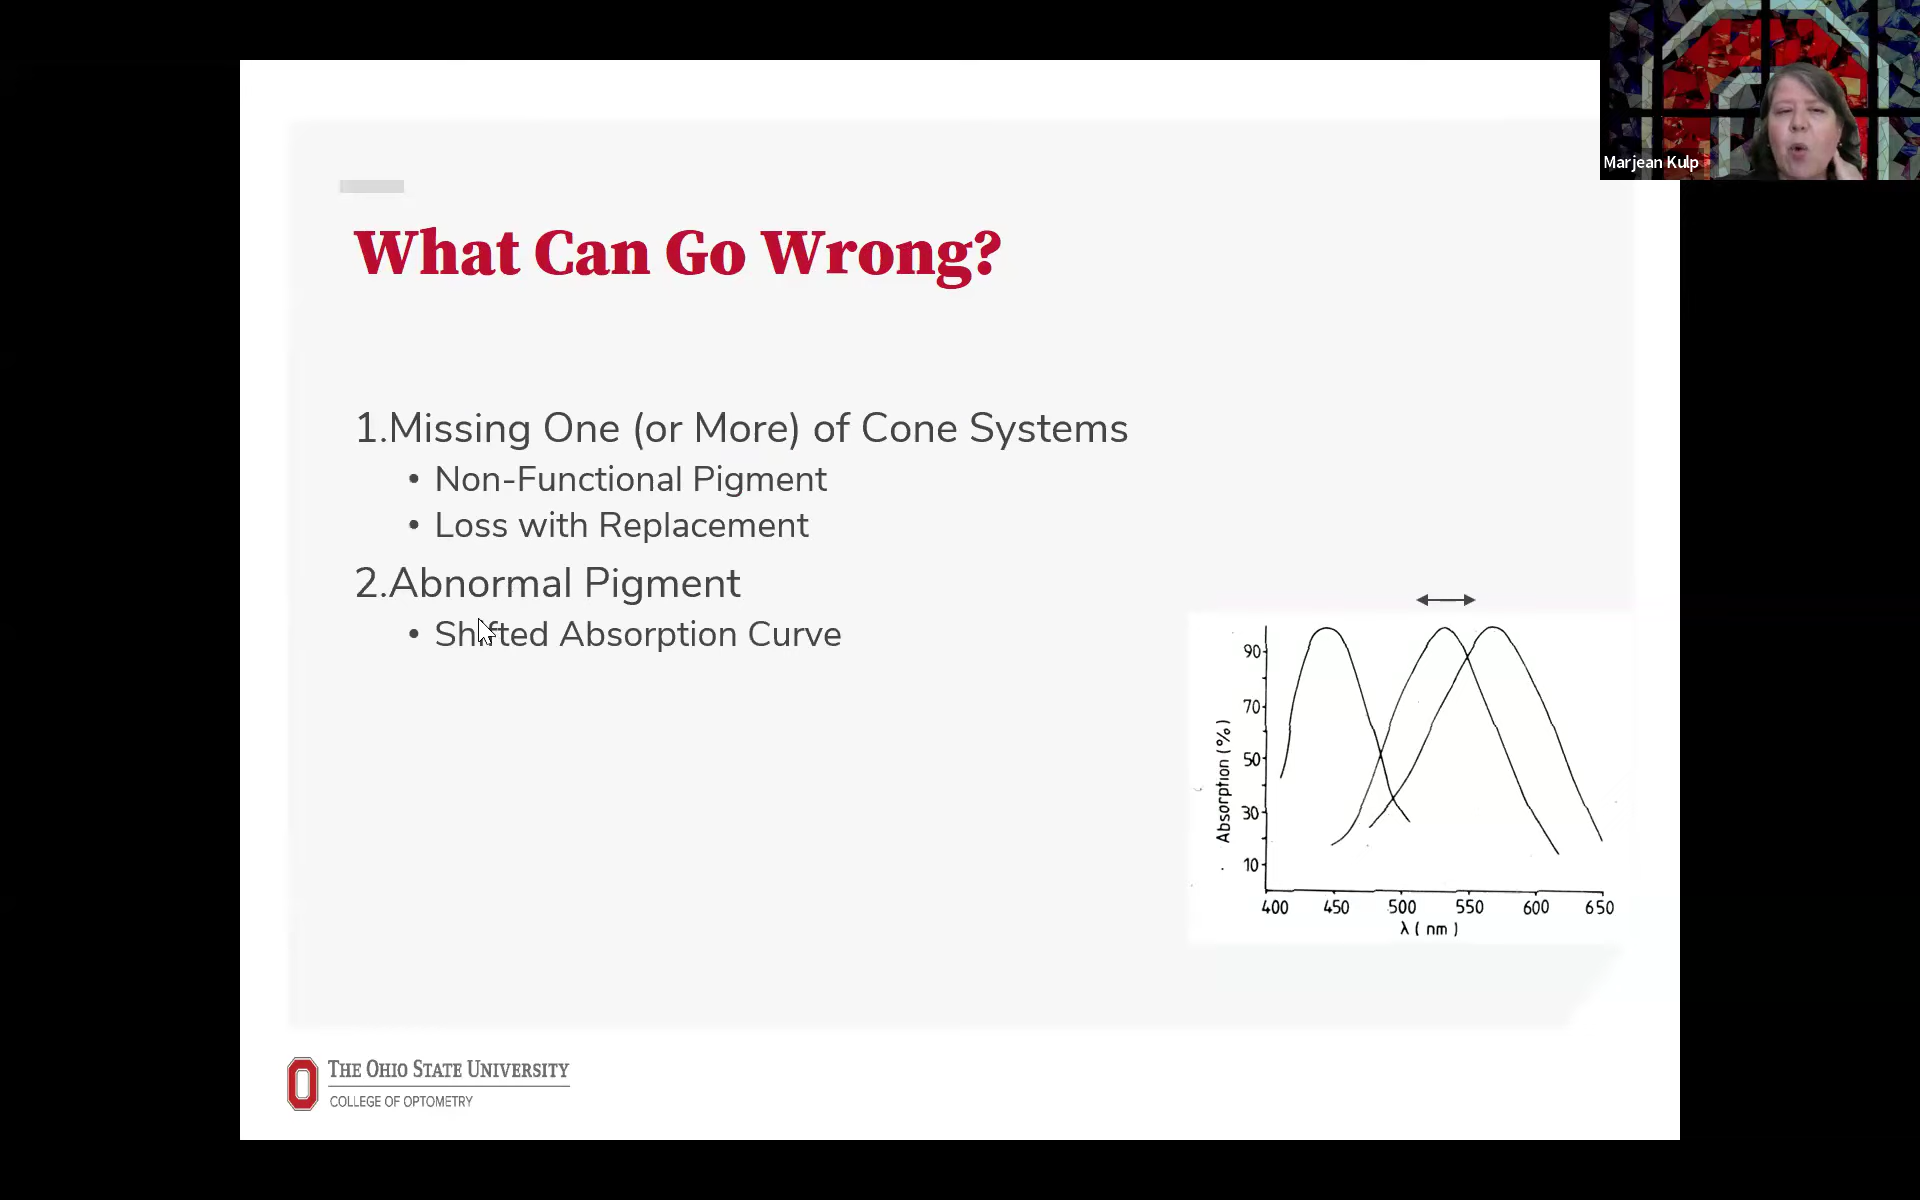 Marjean Kulp
What Can Go Wrong?
1.Missing One (or More) of Cone Systems
• Non-Functional Pigment
• Loss with Replacement
2.Abnormal Pigment
• Shifted Absorption Curve
Absorption (%)
90
70
50
30
10
400 450 500 550 600 650
λ ( nm )
THE OHIO STATE UNIVERSITY
COLLEGE OF OPTOMETRY